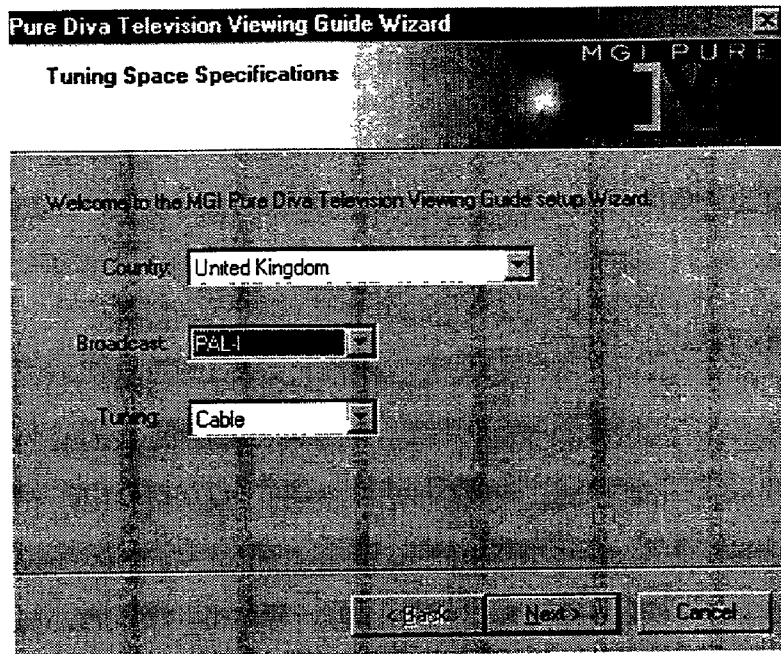 Pure Diva Television Viewing Guide Wizard
MGI PURE
Tuning Space Specifications
Welcome to the MGI Pure Diva Television Viewing Guide setup Wizard.
Country: United Kingdom
Broadcast: PAL-I
Tuning: Cable
< Back Next > Cancel